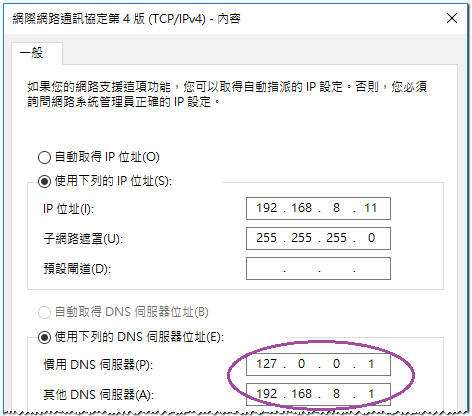 網際網路通訊協定第 4 版 (TCP/IPv4) - 內容
一般
如果您的網路支援這項功能，您可以取得自動指派的 IP 設定。否則，您必須
詢問網路系統管理員正確的 IP 設定。
自動取得 IP 位址(O)
使用下列的 IP 位址(S):
IP 位址(I): 192 . 168 . 8 . 11
子網路遮罩(U): 255 . 255 . 255 . 0
預設閘道(D): . . .
自動取得 DNS 伺服器位址(B)
使用下列的 DNS 伺服器位址(E):
慣用 DNS 伺服器(P): 127 . 0 . 0 . 1
其他 DNS 伺服器(A): 192 . 168 . 8 . 1